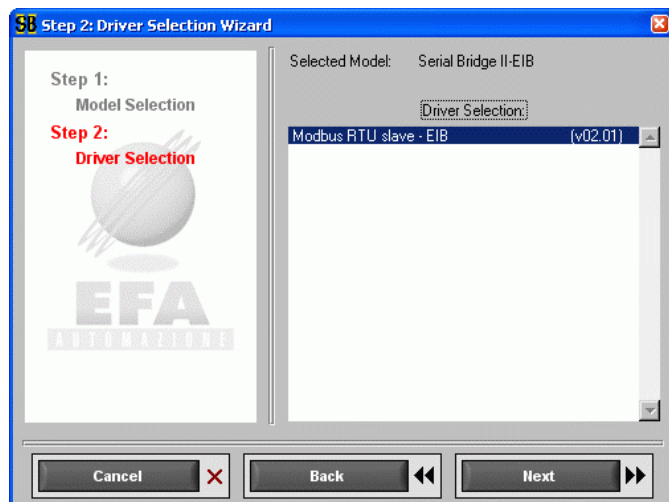 SB Step 2: Driver Selection Wizard
Step 1:
Model Selection
Step 2:
Driver Selection
EFA
AUTOMAZIONE
Selected Model: Serial Bridge II-EIB
Driver Selection:
Modbus RTU slave - EIB (v02.01)
Cancel
Back
Next